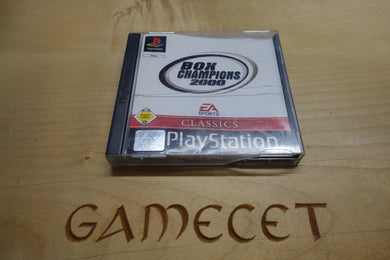 BOX
CHAMPIONS
2000
EA
SPORTS
CLASSICS
PlayStation
GAMECET